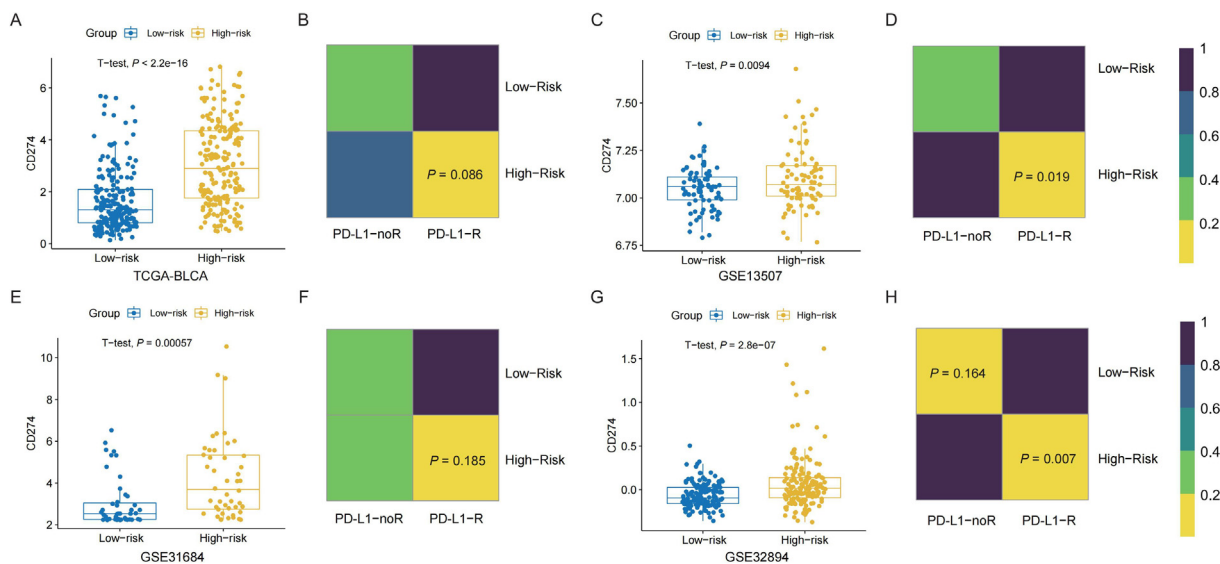 A
Group Low-risk High-risk
T-test, P < 2.2e-16
CD274
6
4
2
0
Low-risk High-risk
TCGA-BLCA
B
Low-Risk
High-Risk
P = 0.086
PD-L1-noR PD-L1-R
C
Group Low-risk High-risk
T-test, P = 0.0094
CD274
7.50
7.25
7.00
6.75
Low-risk High-risk
GSE13507
D
Low-Risk
High-Risk
P = 0.019
PD-L1-noR PD-L1-R
1
0.8
0.6
0.4
0.2
E
Group Low-risk High-risk
T-test, P = 0.00057
CD274
10
8
6
4
2
Low-risk High-risk
GSE31684
F
Low-Risk
High-Risk
P = 0.185
PD-L1-noR PD-L1-R
G
Group Low-risk High-risk
T-test, P = 2.8e-07
CD274
1.5
1.0
0.5
0.0
Low-risk High-risk
GSE32894
H
P = 0.164
Low-Risk
P = 0.007
High-Risk
PD-L1-noR PD-L1-R
1
0.8
0.6
0.4
0.2